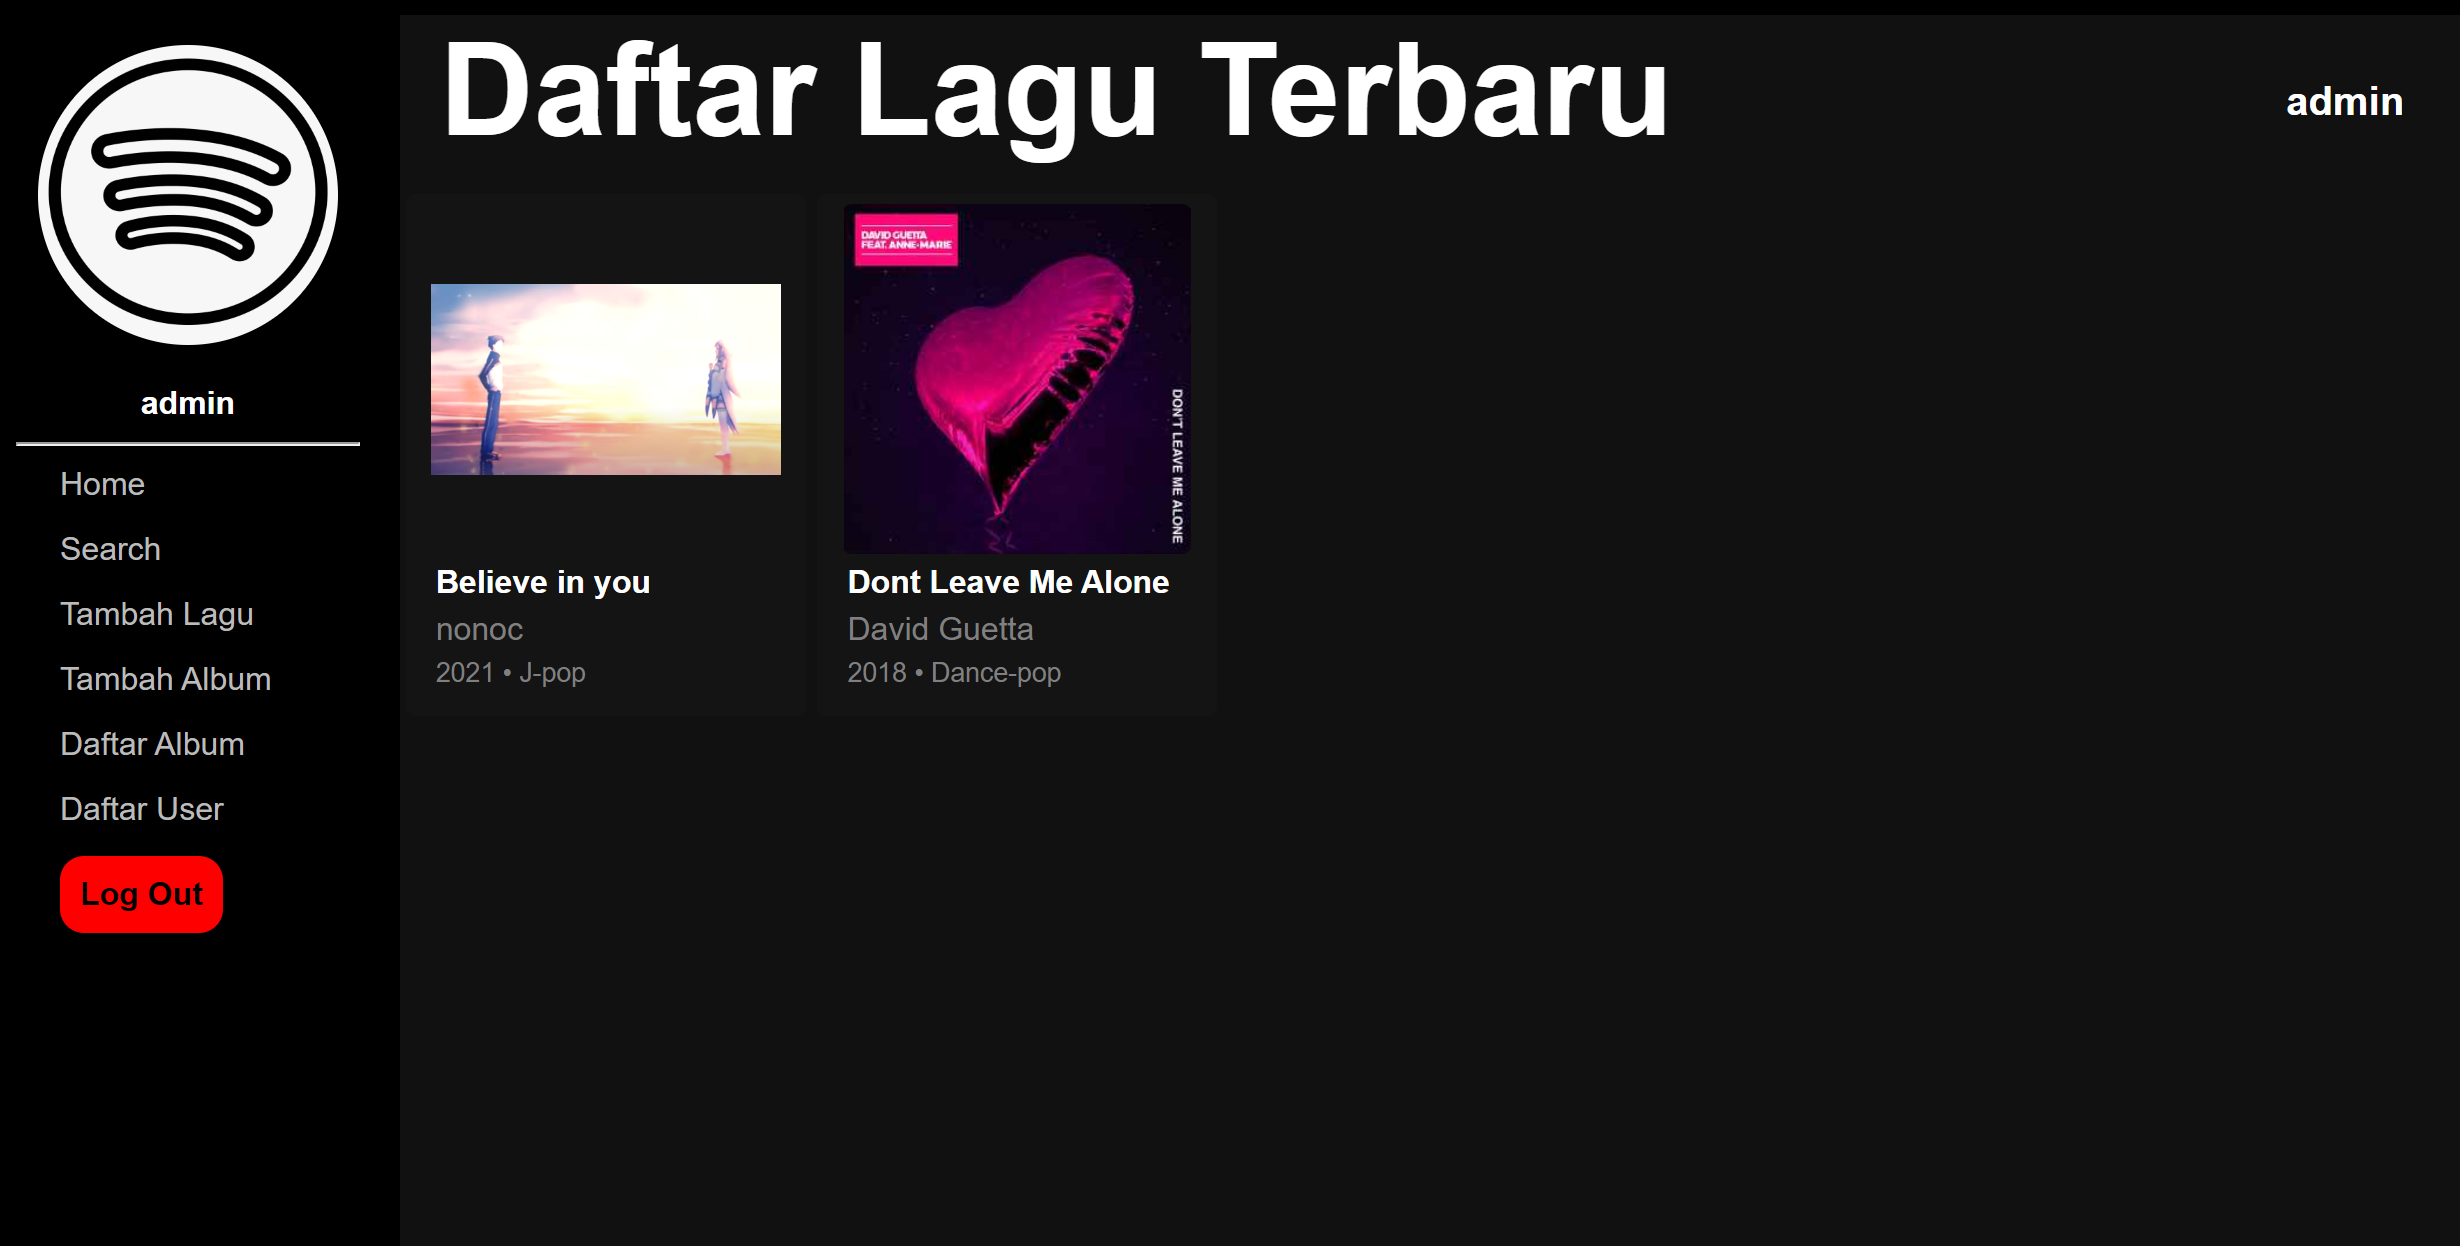 admin
Home
Search
Tambah Lagu
Tambah Album
Daftar Album
Daftar User
Log Out
Daftar Lagu Terbaru
admin
Believe in you
nonoc
2021 • J-pop
DAVID GUETTA
FEAT. ANNE-MARIE
DON'T LEAVE ME ALONE
Dont Leave Me Alone
David Guetta
2018 • Dance-pop